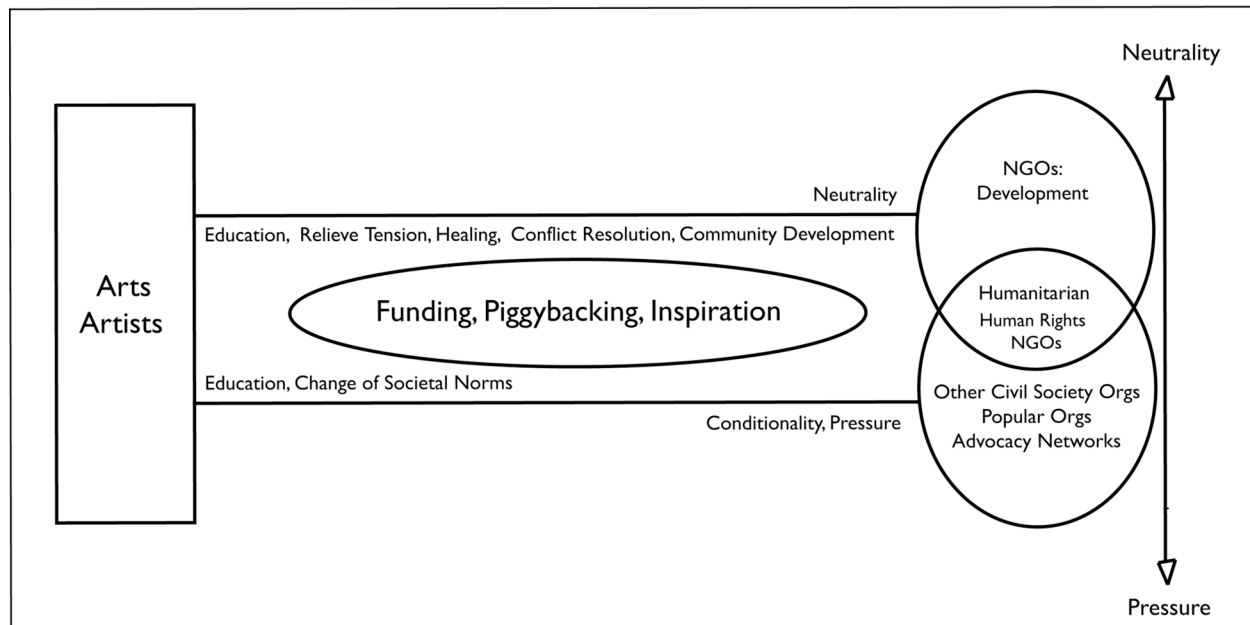 Neutrality
NGOs:
Development
Neutrality
Education, Relieve Tension, Healing, Conflict Resolution, Community Development
Arts
Artists
Funding, Piggybacking, Inspiration
Humanitarian
Human Rights
NGOs
Education, Change of Societal Norms
Other Civil Society Orgs
Popular Orgs
Advocacy Networks
Conditionality, Pressure
Pressure